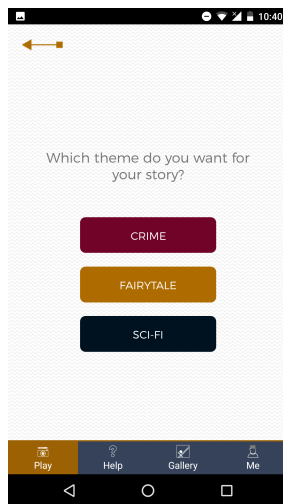 10:40
Which theme do you want for
your story?
CRIME
FAIRYTALE
SCI-FI
Play Help Gallery Me